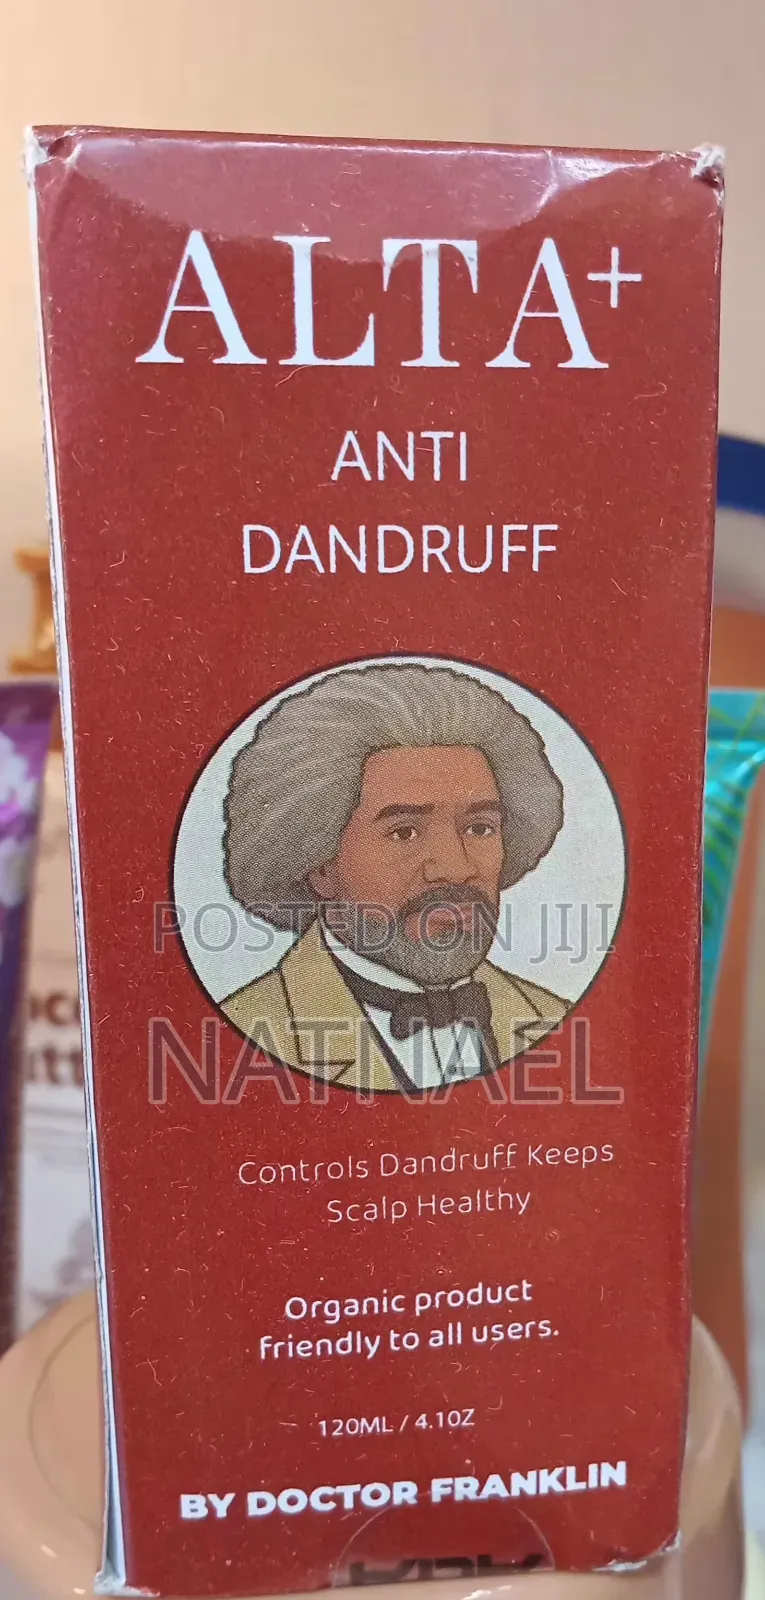 ALTA+
ANTI
DANDRUFF
POSTED ON JIJI
NATNAEL
Controls Dandruff Keeps
Scalp Healthy
Organic product
friendly to all users.
120ML / 4.1OZ
BY DOCTOR FRANKLIN